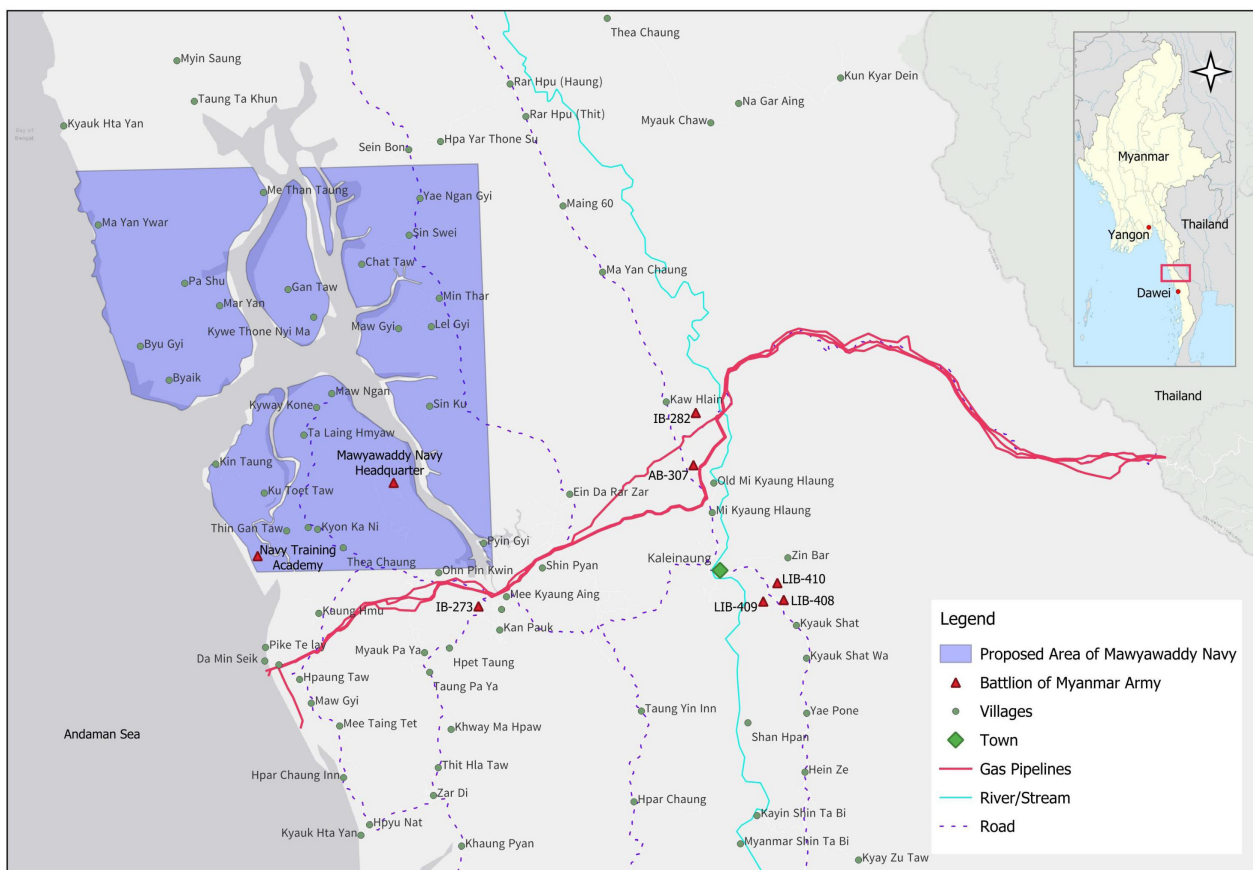 Thea Chaung
Myin Saung
Kun Kyar Dein
Rar Hpu (Haung)
Taung Ta Khun
Na Gar Aing
Rar Hpu (Thit)
Myauk Chaw
Kyauk Hta Yan
Bay of
Bengal
Hpa Yar Thone Su
Sein Bon
Me Than Taung
Yae Ngan Gyi
Maing 60
Ma Yan Ywar
Sin Swei
Chat Taw
Ma Yan Chaung
Pa Shu
Gan Taw
Mar Yan
Min Thar
Kywe Thone Nyi Ma
Maw Gyi
Lel Gyi
Byu Gyi
Byaik
Maw Ngan
Kyway Kone
Sin Ku
Kaw Hlain
IB-282
Ta Laing Hmyaw
Mawyawaddy Navy
Headquarter
Kin Taung
AB-307
Old Mi Kyaung Hlaung
Ku Toet Taw
Ein Da Rar Zar
Mi Kyaung Hlaung
Thin Gan Taw
Kyon Ka Ni
Pyin Gyi
Navy Training
Academy
Thea Chaung
Ohn Pin Kwin
Shin Pyan
Kaleinaung
Zin Bar
LIB-410
LIB-409
LIB-408
IB-273
Mee Kyaung Aing
Kaung Hmu
Kan Pauk
Kyauk Shat
Pike Te lay
Da Min Seik
Myauk Pa Ya
Hpet Taung
Kyauk Shat Wa
Hpaung Taw
Taung Pa Ya
Maw Gyi
Mee Taing Tet
Khway Ma Hpaw
Taung Yin Inn
Yae Pone
Shan Hpan
Andaman Sea
Hpar Chaung Inn
Thit Hla Taw
Hein Ze
Zar Di
Hpar Chaung
Kayin Shin Ta Bi
Hpyu Nat
Kyauk Hta Yan
Khaung Pyan
Myanmar Shin Ta Bi
Kyay Zu Taw
Thailand
Myanmar
Thailand
Yangon
Dawei
Legend
Proposed Area of Mawyawaddy Navy
Battlion of Myanmar Army
Villages
Town
Gas Pipelines
River/Stream
Road